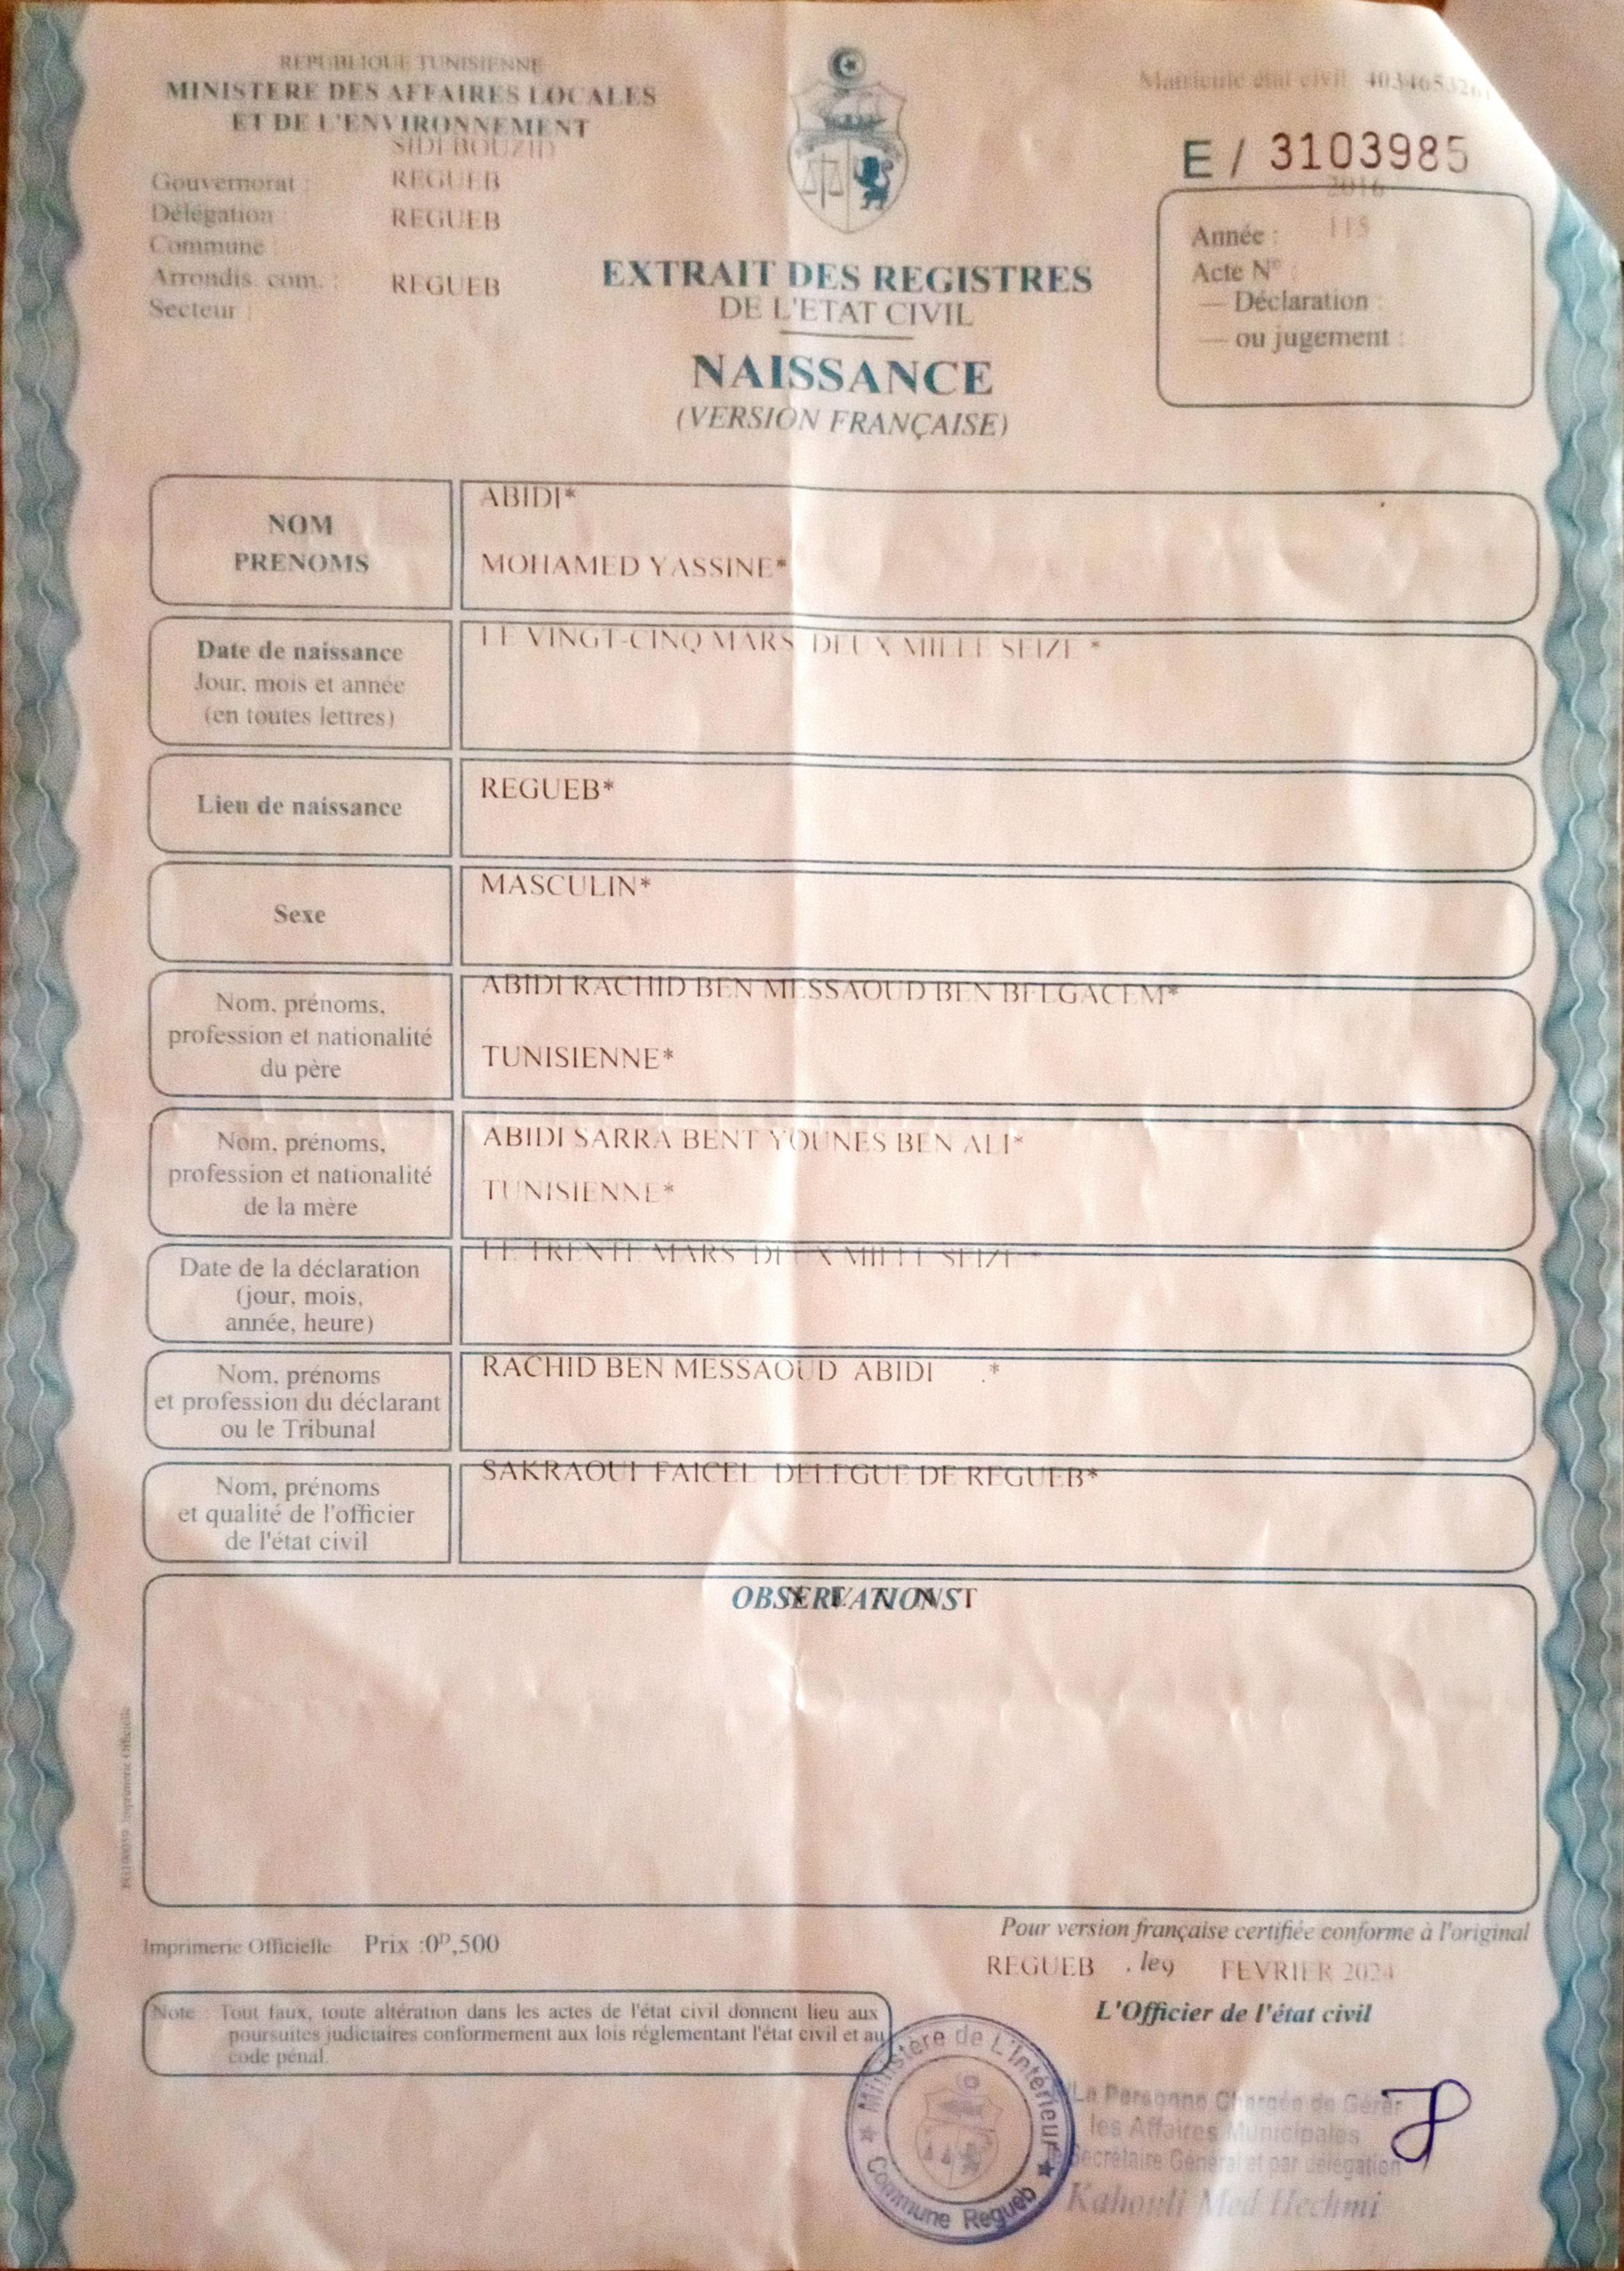 REPUBLIQUE TUNISIENNE
MINISTERE DES AFFAIRES LOCALES
ET DE L'ENVIRONNEMENT
SIDI BOUZID
Gouvernorat : REGUEB
Délégation : REGUEB
Commune :
Arrondis. com. : REGUEB
Secteur :
Matricule état civil
E / 3103985
2016
Année : 115
Acte N° :
— Déclaration :
— ou jugement :
EXTRAIT DES REGISTRES
DE L'ETAT CIVIL
NAISSANCE
(VERSION FRANÇAISE)
NOM
PRENOMS
ABIDI*
MOHAMED YASSINE*
Date de naissance
Jour, mois et année
(en toutes lettres)
LE VINGT-CINQ MARS DEUX MILLE SEIZE *
Lieu de naissance
REGUEB*
Sexe
MASCULIN*
Nom, prénoms,
profession et nationalité
du père
ABIDI RACHID BEN MESSAOUD BEN BELGACEM*
TUNISIENNE*
Nom, prénoms,
profession et nationalité
de la mère
ABIDI SARRA BENT YOUNES BEN ALI*
TUNISIENNE*
Date de la déclaration
(jour, mois,
année, heure)
LE TRENTE MARS DEUX MILLE SEIZE *
Nom, prénoms
et profession du déclarant
ou le Tribunal
RACHID BEN MESSAOUD ABIDI .*
Nom, prénoms
et qualité de l'officier
de l'état civil
SAKRAOUI FAICEL DELEGUE DE REGUEB*
OBSERVATIONS
Imprimerie Officielle Prix :0ᴰ,500
Pour version française certifiée conforme à l'original
REGUEB , le 9 FEVRIER 2024
L'Officier de l'état civil
Note : Tout faux, toute altération dans les actes de l'état civil donnent lieu aux
poursuites judiciaires conformement aux lois réglementant l'état civil et au
code pénal.
Ministère de L'Intérieur
Commune Regueb
La Personne Chargée de Gérer
les Affaires Municipales
Secrétaire Général et par délégation
Kahouli Med Hechmi